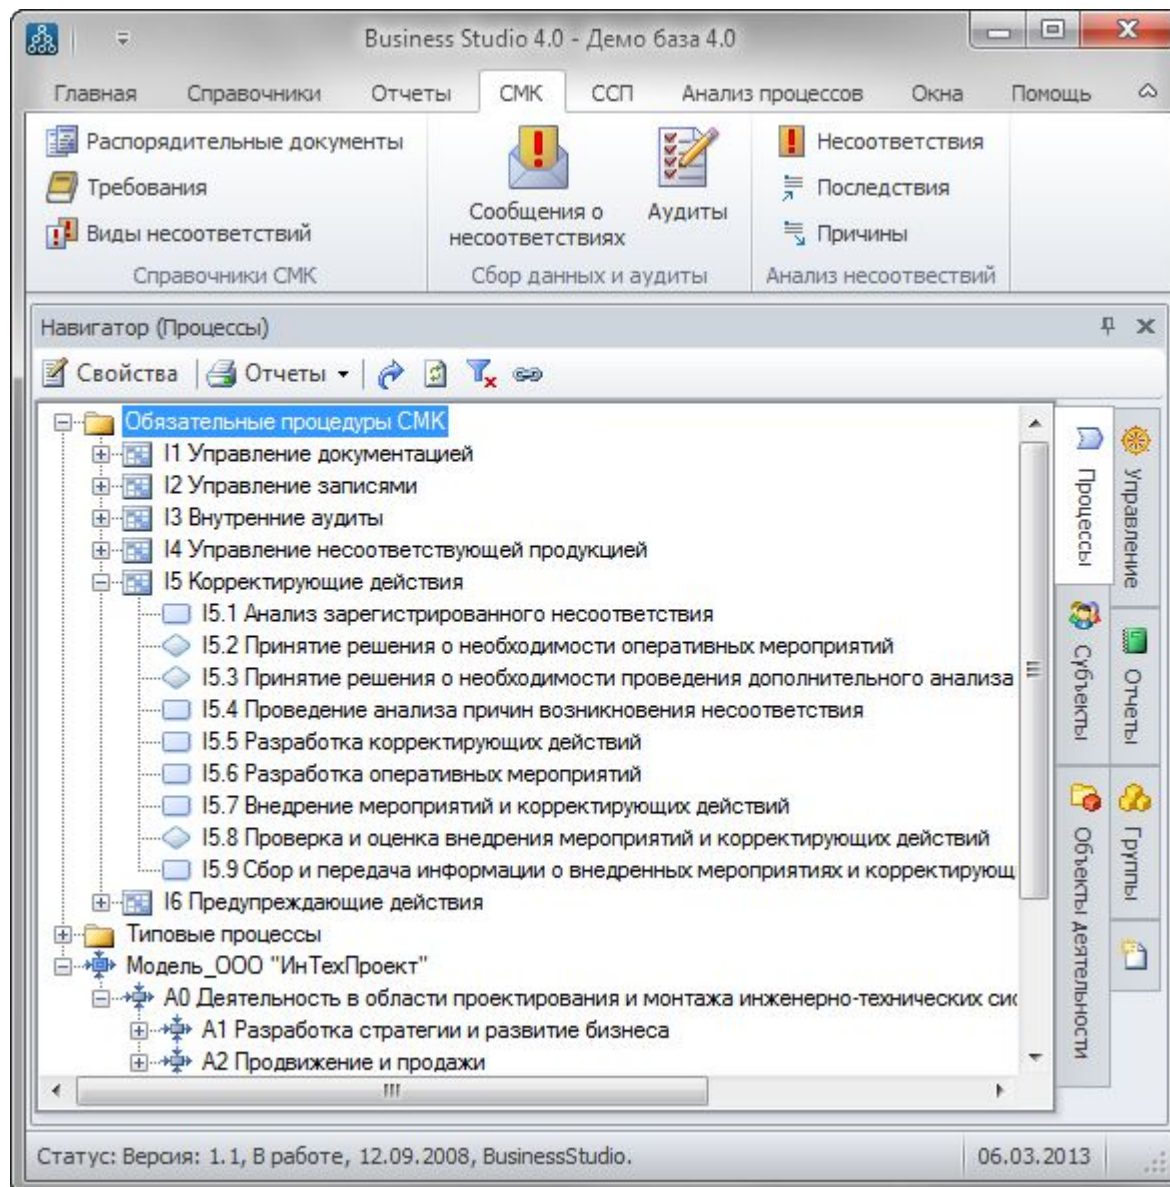 Business Studio 4.0 - Демо база 4.0
Главная Справочники Отчеты СМК ССП Анализ процессов Окна Помощь
Распорядительные документы
Требования
Виды несоответствий
Справочники СМК
Сообщения о
несоответствиях
Аудиты
Сбор данных и аудиты
Несоответствия
Последствия
Причины
Анализ несоотвествий
Навигатор (Процессы)
Свойства Отчеты
Обязательные процедуры СМК
I1 Управление документацией
I2 Управление записями
I3 Внутренние аудиты
I4 Управление несоответствующей продукцией
I5 Корректирующие действия
I5.1 Анализ зарегистрированного несоответствия
I5.2 Принятие решения о необходимости оперативных мероприятий
I5.3 Принятие решения о необходимости проведения дополнительного анализа
I5.4 Проведение анализа причин возникновения несоответствия
I5.5 Разработка корректирующих действий
I5.6 Разработка оперативных мероприятий
I5.7 Внедрение мероприятий и корректирующих действий
I5.8 Проверка и оценка внедрения мероприятий и корректирующих действий
I5.9 Сбор и передача информации о внедренных мероприятиях и корректирующ
I6 Предупреждающие действия
Типовые процессы
Модель_ООО "ИнТехПроект"
А0 Деятельность в области проектирования и монтажа инженерно-технических сис
А1 Разработка стратегии и развитие бизнеса
А2 Продвижение и продажи
Процессы
Субъекты
Объекты деятельности
Управление
Отчеты
Группы
Статус: Версия: 1.1, В работе, 12.09.2008, BusinessStudio.
06.03.2013